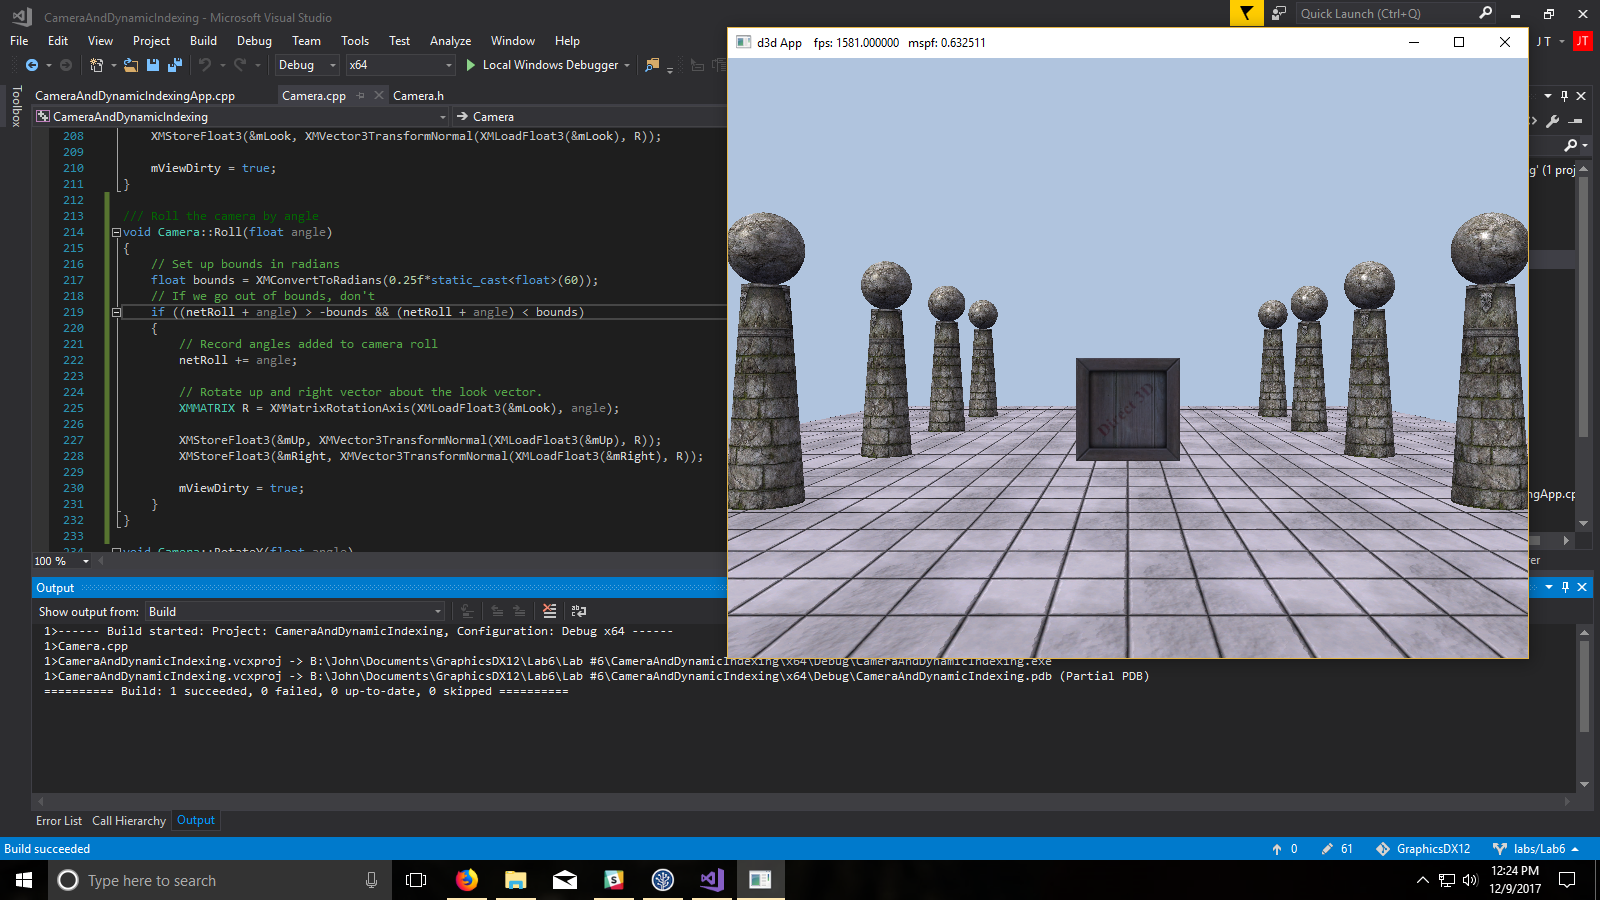 CameraAndDynamicIndexing - Microsoft Visual Studio
Quick Launch (Ctrl+Q)
File Edit View Project Build Debug Team Tools Test Analyze Window Help
J T
JT
Debug x64 Local Windows Debugger
d3d App fps: 1581.000000 mspf: 0.632511
Toolbox
CameraAndDynamicIndexingApp.cpp Camera.cpp Camera.h
CameraAndDynamicIndexing Camera
208 XMStoreFloat3(&mLook, XMVector3TransformNormal(XMLoadFloat3(&mLook), R));
209
210 mViewDirty = true;
211 }
212
213 /// Roll the camera by angle
214 void Camera::Roll(float angle)
215 {
216 // Set up bounds in radians
217 float bounds = XMConvertToRadians(0.25f*static_cast<float>(60));
218 // If we go out of bounds, don't
219 if ((netRoll + angle) > -bounds && (netRoll + angle) < bounds)
220 {
221 // Record angles added to camera roll
222 netRoll += angle;
223
224 // Rotate up and right vector about the look vector.
225 XMMATRIX R = XMMatrixRotationAxis(XMLoadFloat3(&mLook), angle);
226
227 XMStoreFloat3(&mUp, XMVector3TransformNormal(XMLoadFloat3(&mUp), R));
228 XMStoreFloat3(&mRight, XMVector3TransformNormal(XMLoadFloat3(&mRight), R));
229
230 mViewDirty = true;
231 }
232 }
233
234 void Camera::RotateY(float angle)
Direct 3D
g' (1 proj
ngApp.cp
er
100 %
Output
Show output from: Build
1>------ Build started: Project: CameraAndDynamicIndexing, Configuration: Debug x64 ------
1>Camera.cpp
1>CameraAndDynamicIndexing.vcxproj -> B:\John\Documents\GraphicsDX12\Lab6\Lab #6\CameraAndDynamicIndexing\x64\Debug\CameraAndDynamicIndexing.exe
1>CameraAndDynamicIndexing.vcxproj -> B:\John\Documents\GraphicsDX12\Lab6\Lab #6\CameraAndDynamicIndexing\x64\Debug\CameraAndDynamicIndexing.pdb (Partial PDB)
========== Build: 1 succeeded, 0 failed, 0 up-to-date, 0 skipped ==========
Error List Call Hierarchy Output
Build succeeded
0 61 GraphicsDX12 labs/Lab6
Type here to search
12:24 PM
12/9/2017